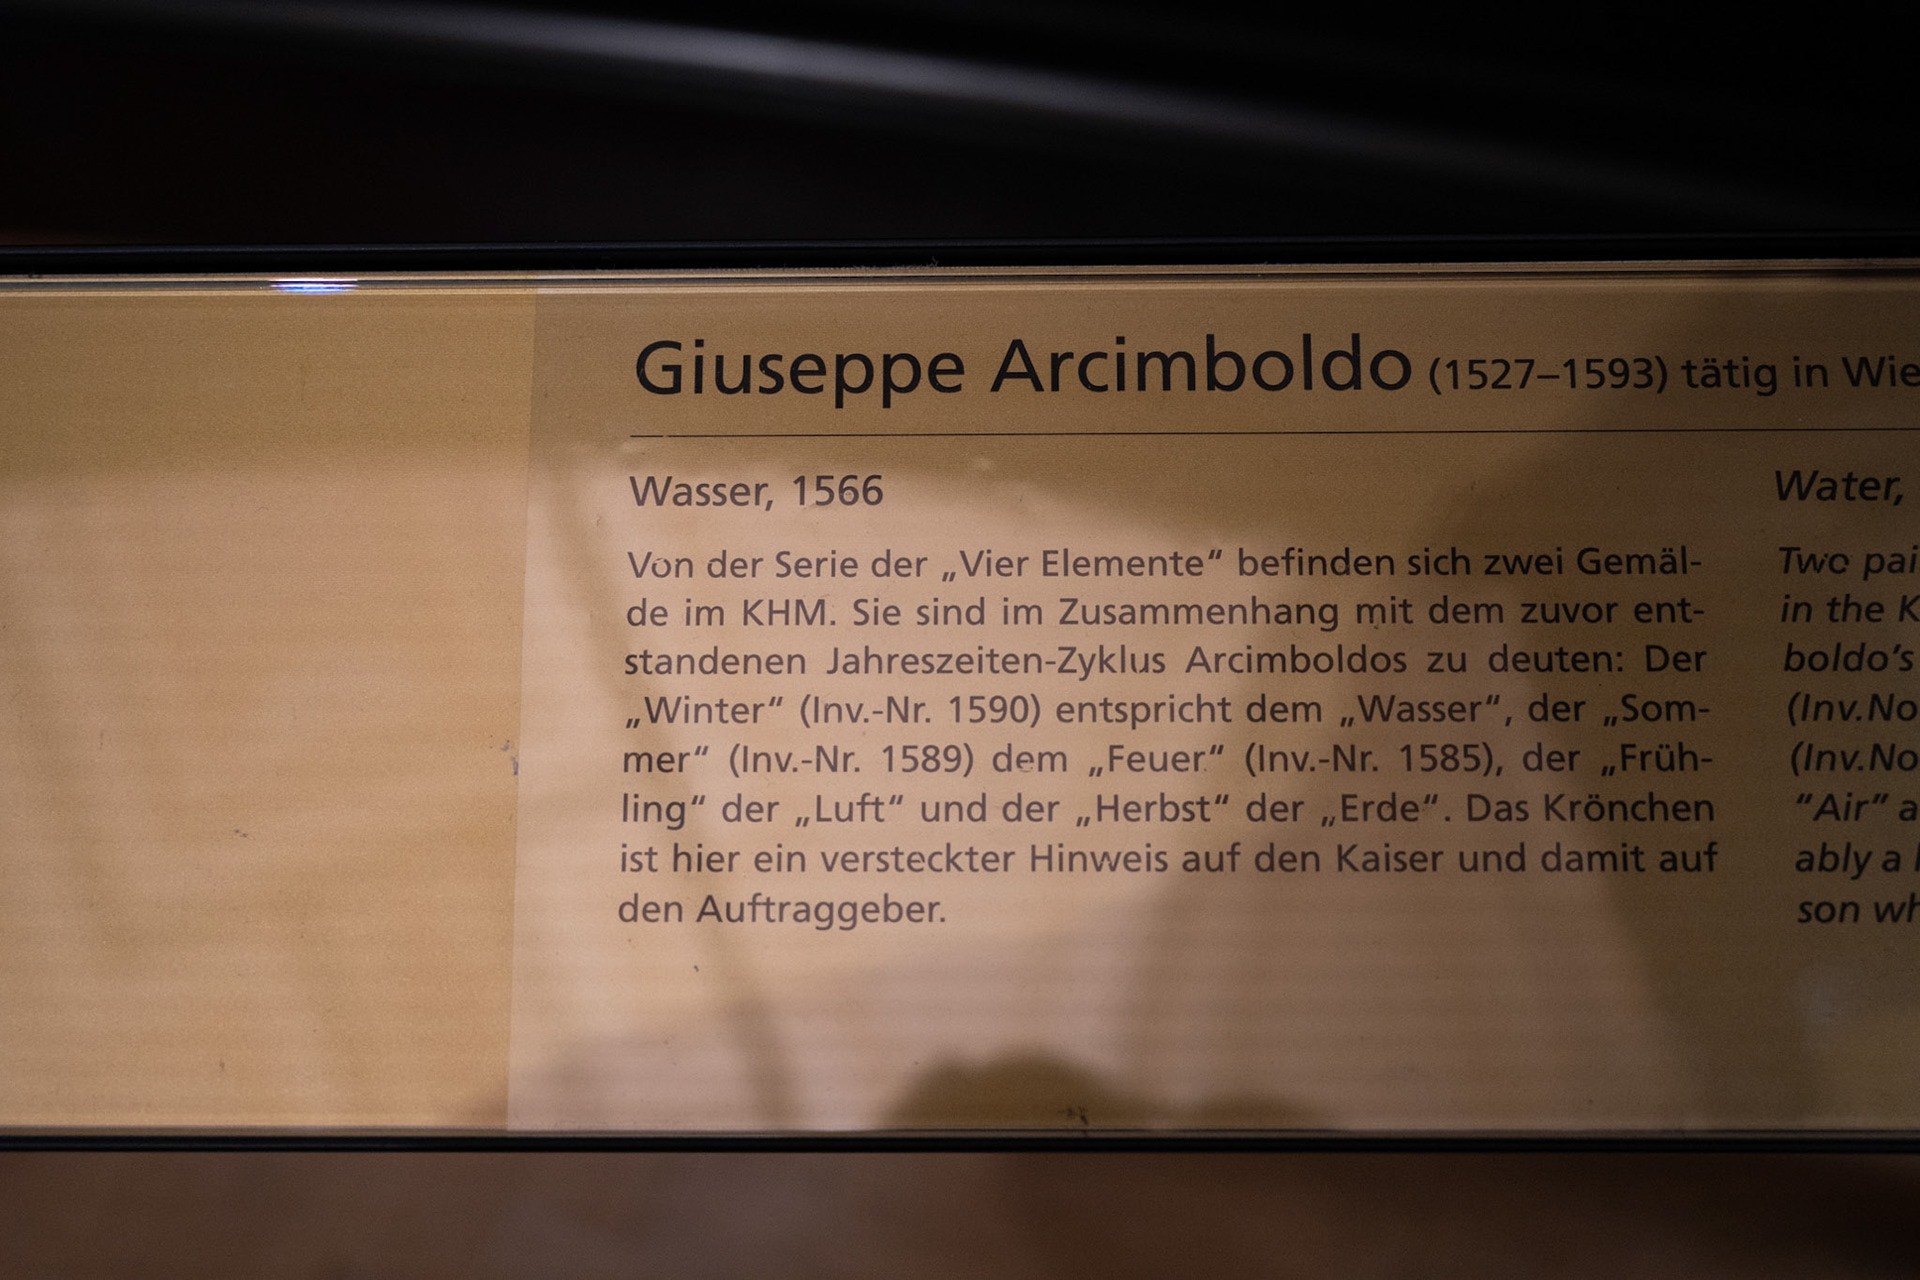 Giuseppe Arcimboldo (1527–1593) tätig in Wie
Wasser, 1566
Von der Serie der „Vier Elemente“ befinden sich zwei Gemäl-
de im KHM. Sie sind im Zusammenhang mit dem zuvor ent-
standenen Jahreszeiten-Zyklus Arcimboldos zu deuten: Der
„Winter“ (Inv.-Nr. 1590) entspricht dem „Wasser“, der „Som-
mer“ (Inv.-Nr. 1589) dem „Feuer“ (Inv.-Nr. 1585), der „Früh-
ling“ der „Luft“ und der „Herbst“ der „Erde“. Das Krönchen
ist hier ein versteckter Hinweis auf den Kaiser und damit auf
den Auftraggeber.
Water,
Two pai
in the K
boldo’s
(Inv.No
(Inv.No
“Air” a
ably a
son wh